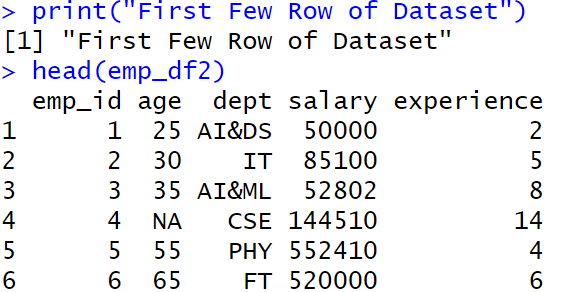 > print("First Few Row of Dataset")
[1] "First Few Row of Dataset"
> head(emp_df2)
  emp_id age  dept salary experience
1      1  25 AI&DS  50000          2
2      2  30    IT  85100          5
3      3  35 AI&ML  52802          8
4      4  NA   CSE 144510         14
5      5  55   PHY 552410          4
6      6  65    FT 520000          6